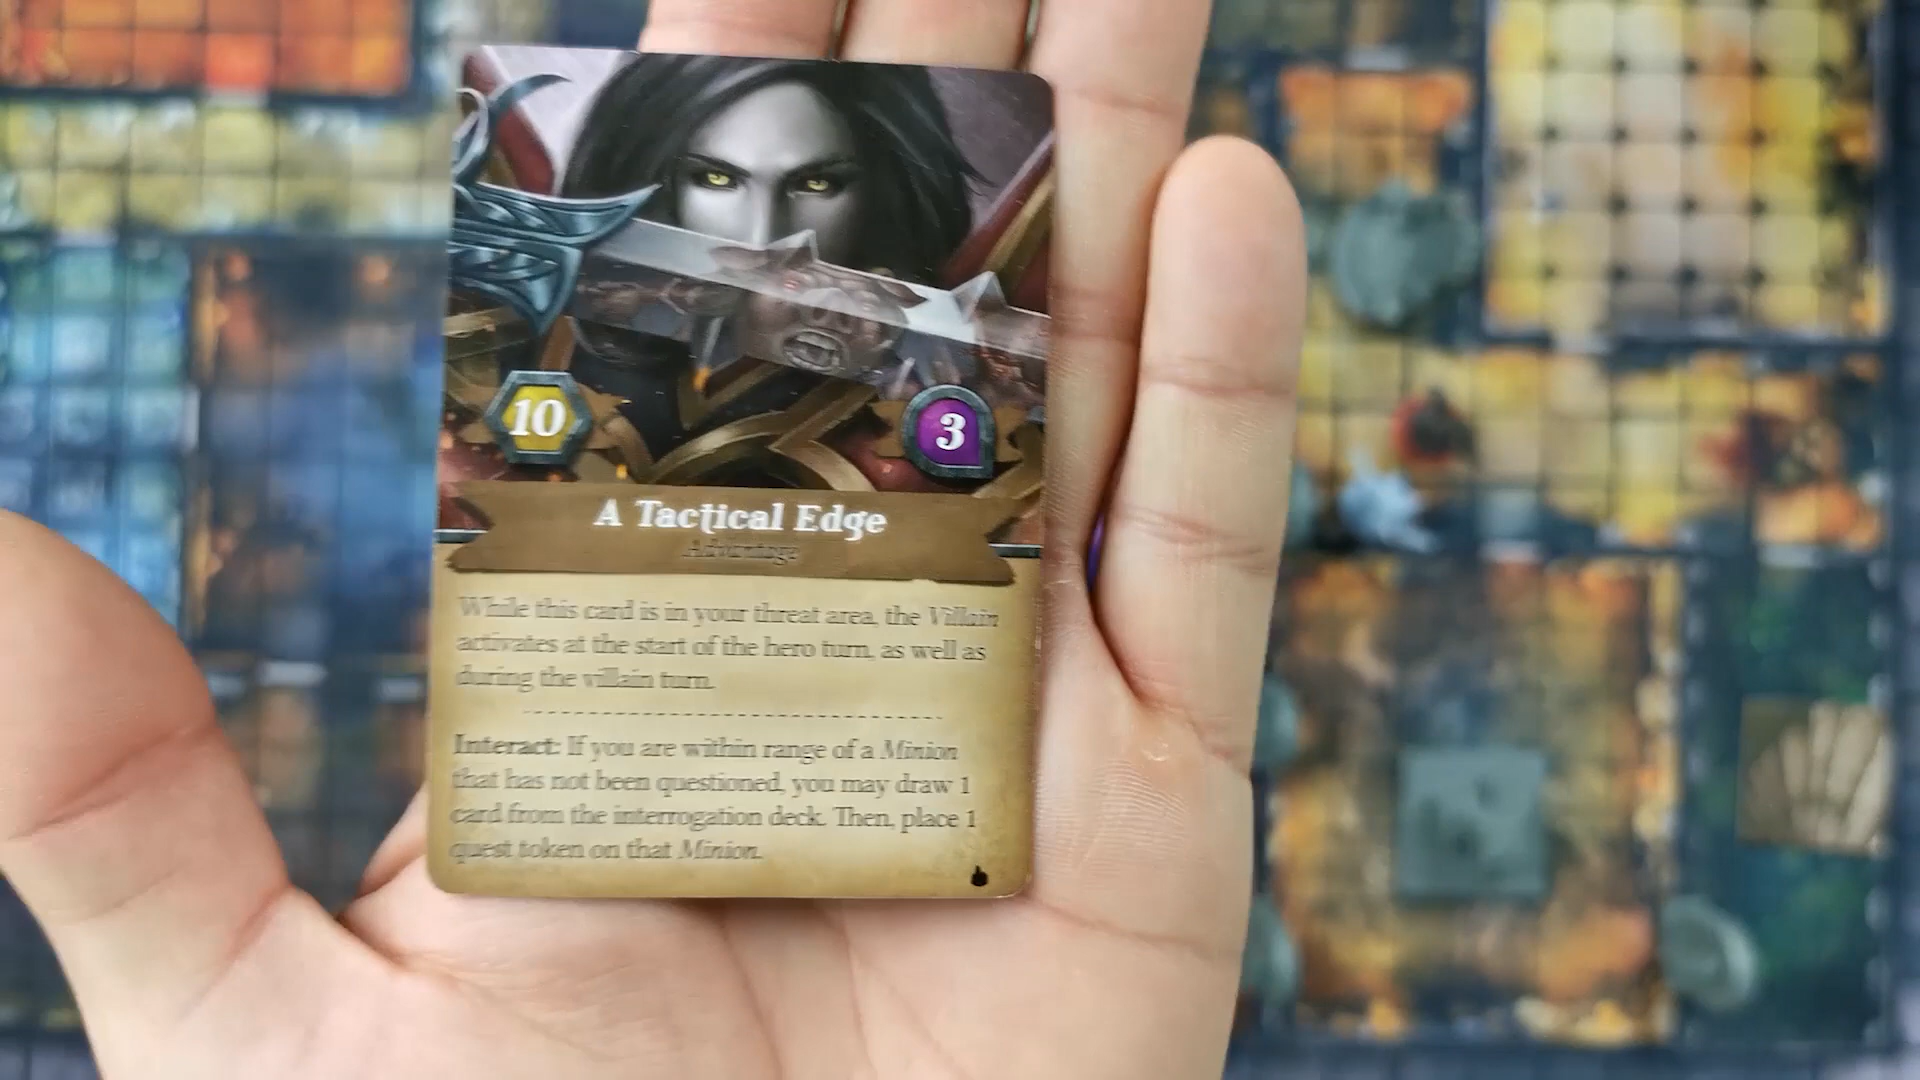 10
3
A Tactical Edge
Advantage
While this card is in your threat area, the Villain
activates at the start of the hero turn, as well as
during the villain turn.
Interact: If you are within range of a Minion
that has not been questioned, you may draw 1
card from the interrogation deck. Then, place 1
quest token on that Minion.